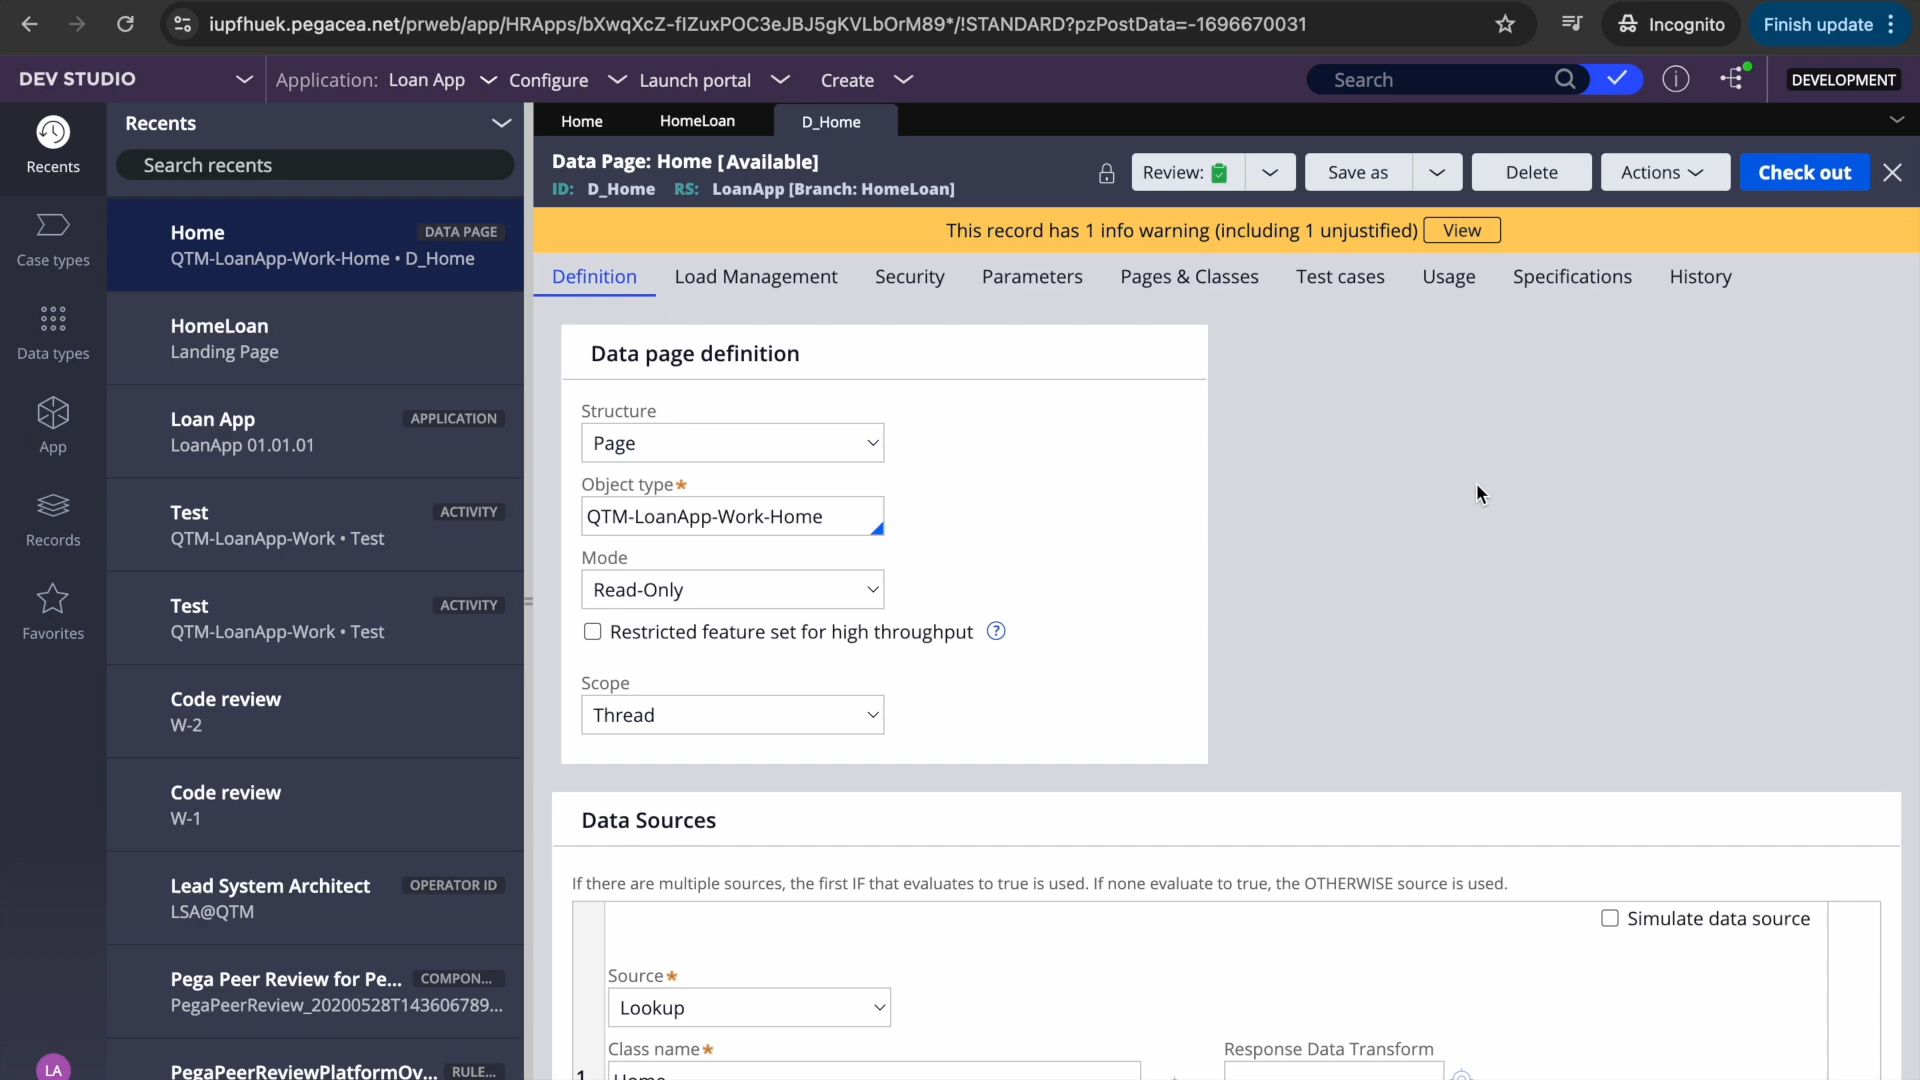 iupfhuek.pegacea.net/prweb/app/HRApps/bXwqXcZ-fIZuxPOC3eJBJ5gKVLbOrM89*/!STANDARD?pzPostData=-1696670031
Incognito
Finish update
DEV STUDIO
Application: Loan App
Configure
Launch portal
Create
Search
DEVELOPMENT
Recents
Case types
Data types
App
Records
Favorites
LA
Recents
Search recents
Home DATA PAGE
QTM-LoanApp-Work-Home • D_Home
HomeLoan
Landing Page
Loan App APPLICATION
LoanApp 01.01.01
Test ACTIVITY
QTM-LoanApp-Work • Test
Test ACTIVITY
QTM-LoanApp-Work • Test
Code review
W-2
Code review
W-1
Lead System Architect OPERATOR ID
LSA@QTM
Pega Peer Review for Pe... COMPON...
PegaPeerReview_20200528T143606789...
PegaPeerReviewPlatformOv... RULE...
Home HomeLoan D_Home
Data Page: Home [Available]
ID: D_Home RS: LoanApp [Branch: HomeLoan]
Review:
Save as
Delete
Actions
Check out
This record has 1 info warning (including 1 unjustified) View
Definition Load Management Security Parameters Pages & Classes Test cases Usage Specifications History
Data page definition
Structure
Page
Object type*
QTM-LoanApp-Work-Home
Mode
Read-Only
Restricted feature set for high throughput ?
Scope
Thread
Data Sources
If there are multiple sources, the first IF that evaluates to true is used. If none evaluate to true, the OTHERWISE source is used.
Simulate data source
Source*
Lookup
Class name* Response Data Transform
1 Home